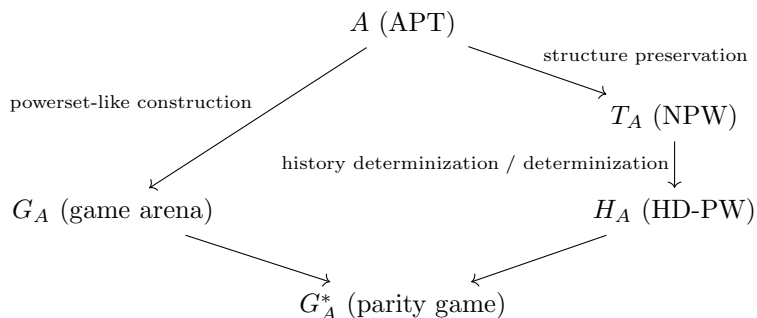 A (APT)
structure preservation
powerset-like construction
T_A (NPW)
history determinization / determinization
G_A (game arena)
H_A (HD-PW)
G_A^* (parity game)